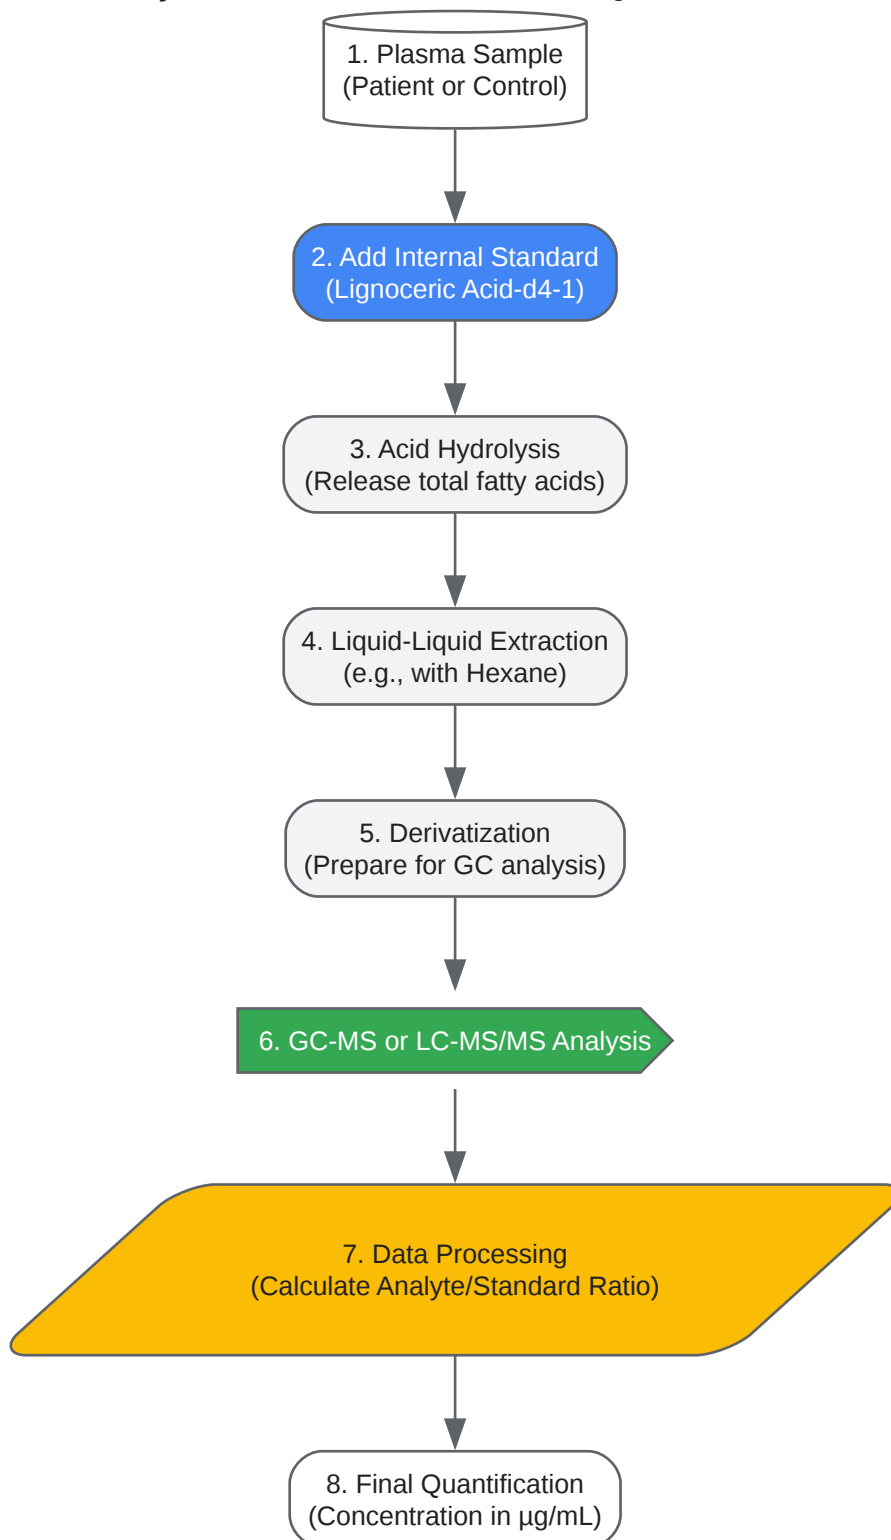 1. Plasma Sample
(Patient or Control)
2. Add Internal Standard
(Lignoceric Acid-d4-1)
3. Acid Hydrolysis
(Release total fatty acids)
4. Liquid-Liquid Extraction
(e.g., with Hexane)
5. Derivatization
(Prepare for GC analysis)
6. GC-MS or LC-MS/MS Analysis
7. Data Processing
(Calculate Analyte/Standard Ratio)
8. Final Quantification
(Concentration in µg/mL)